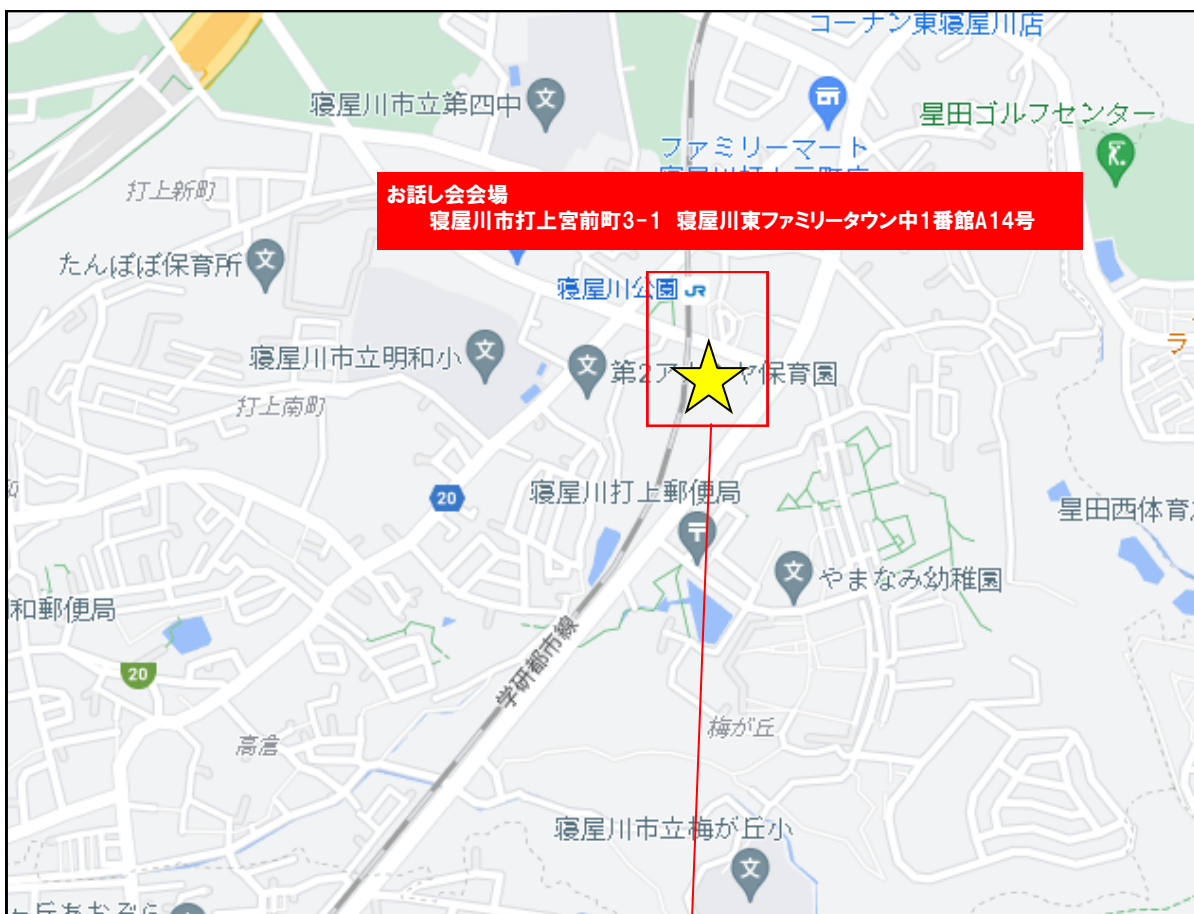 コーナン東寝屋川店
寝屋川市立第四中
星田ゴルフセンター
ファミリーマート
打上新町
お話し会会場
寝屋川市打上宮前町3-1 寝屋川東ファミリータウン中1番館A14号
たんぽぽ保育所
寝屋川公園 JR
ラ
寝屋川市立明和小
第2ア
ヤ保育園
打上南町
20
寝屋川打上郵便局
星田西体育
やまなみ幼稚園
和郵便局
20
学研都市線
梅が丘
高倉
寝屋川市立梅が丘小